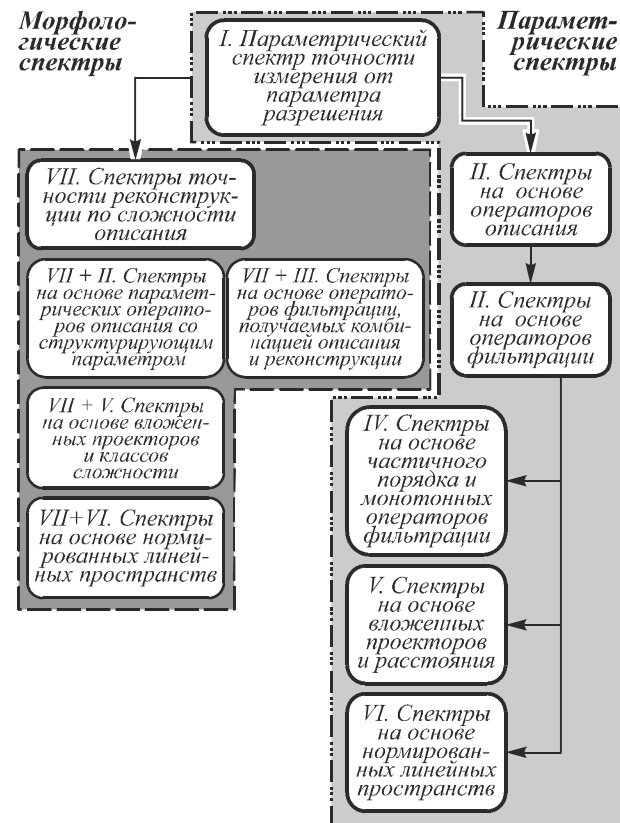 Морфоло-
гические
спектры
Парамет-
рические
спектры
I. Параметрический
спектр точности
измерения от
параметра
разрешения
VII. Спектры точ-
ности реконструк-
ции по сложности
описания
II. Спектры
на основе
операторов
описания
VII + II. Спектры
на основе парамет-
рических операто-
ров описания со
структурирующим
параметром
VII + III. Спектры
на основе операто-
ров фильтрации,
получаемых комби-
нацией описания
и реконструкции
II. Спектры
на основе
операторов
фильтрации
VII + V. Спектры
на основе вложен-
ных проекторов
и классов
сложности
IV. Спектры
на основе
частичного
порядка и
монотонных
операторов
фильтрации
VII+VI. Спектры
на основе норми-
рованных линей-
ных пространств
V. Спектры
на основе
вложенных
проекторов
и расстояния
VI. Спектры
на основе
нормирован-
ных линейных
пространств